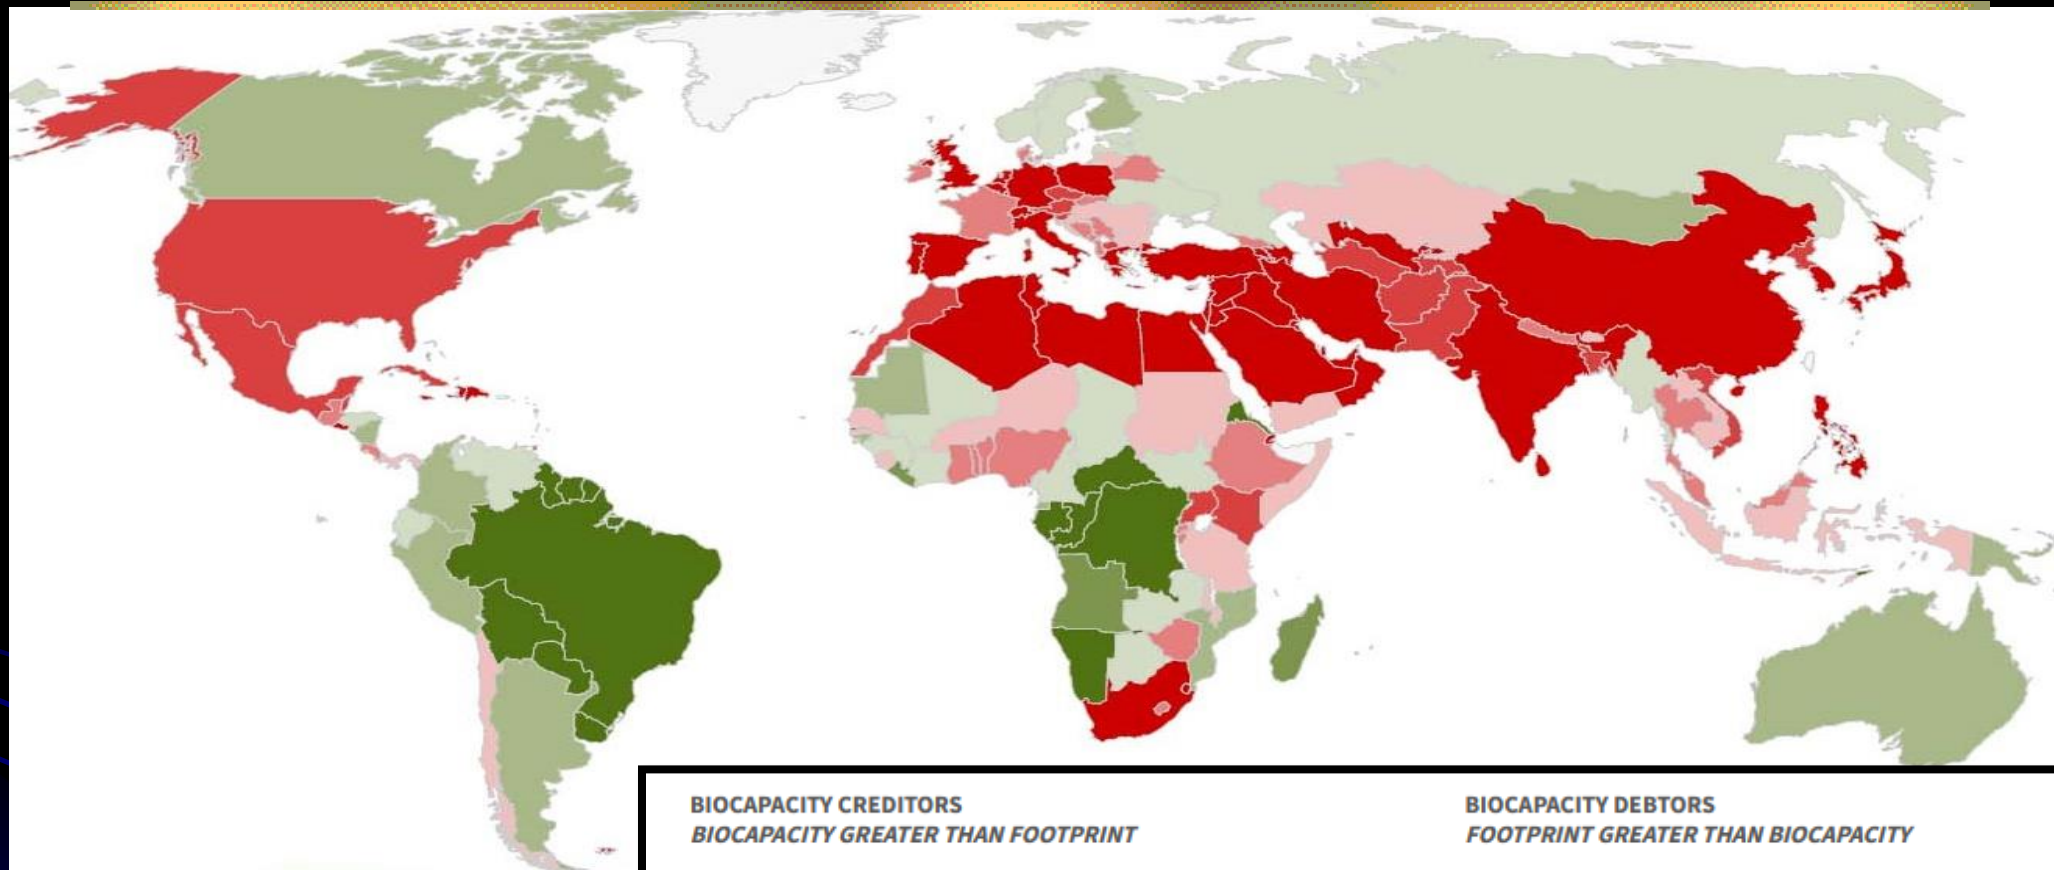 BIOCAPACITY CREDITORS
BIOCAPACITY GREATER THAN FOOTPRINT
BIOCAPACITY DEBTORS
FOOTPRINT GREATER THAN BIOCAPACITY